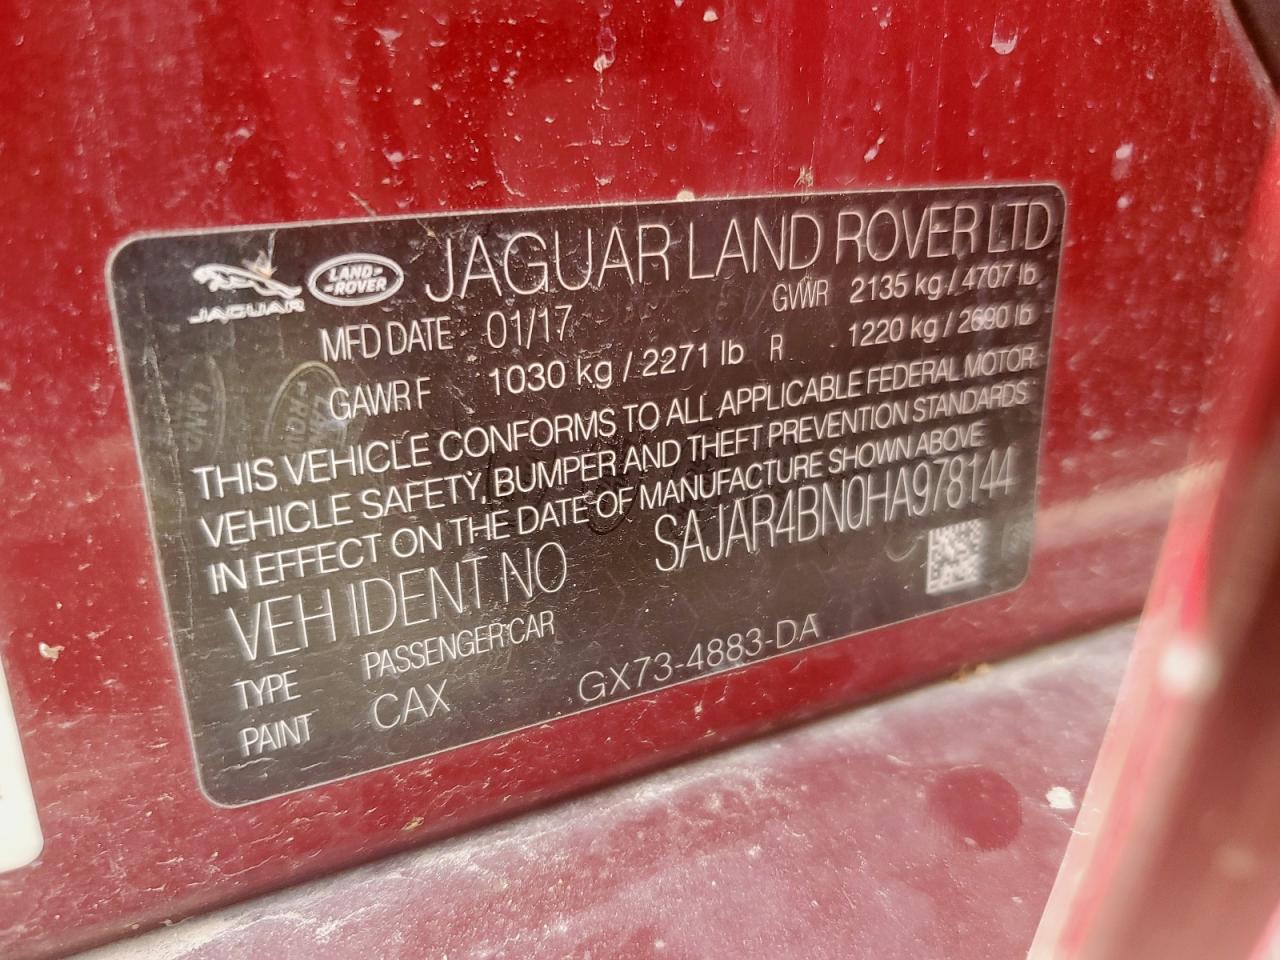 JAGUAR LAND ROVER JAGUAR LAND ROVER LTD
MFD DATE 01/17 GVWR 2135 kg / 4707 lb
GAWR F 1030 kg / 2271 lb R 1220 kg / 2690 lb
THIS VEHICLE CONFORMS TO ALL APPLICABLE FEDERAL MOTOR
VEHICLE SAFETY, BUMPER AND THEFT PREVENTION STANDARDS
IN EFFECT ON THE DATE OF MANUFACTURE SHOWN ABOVE
VEH IDENT NO SAJAR4BN0HA978144
TYPE PASSENGER CAR
PAINT CAX GX73-4883-DA